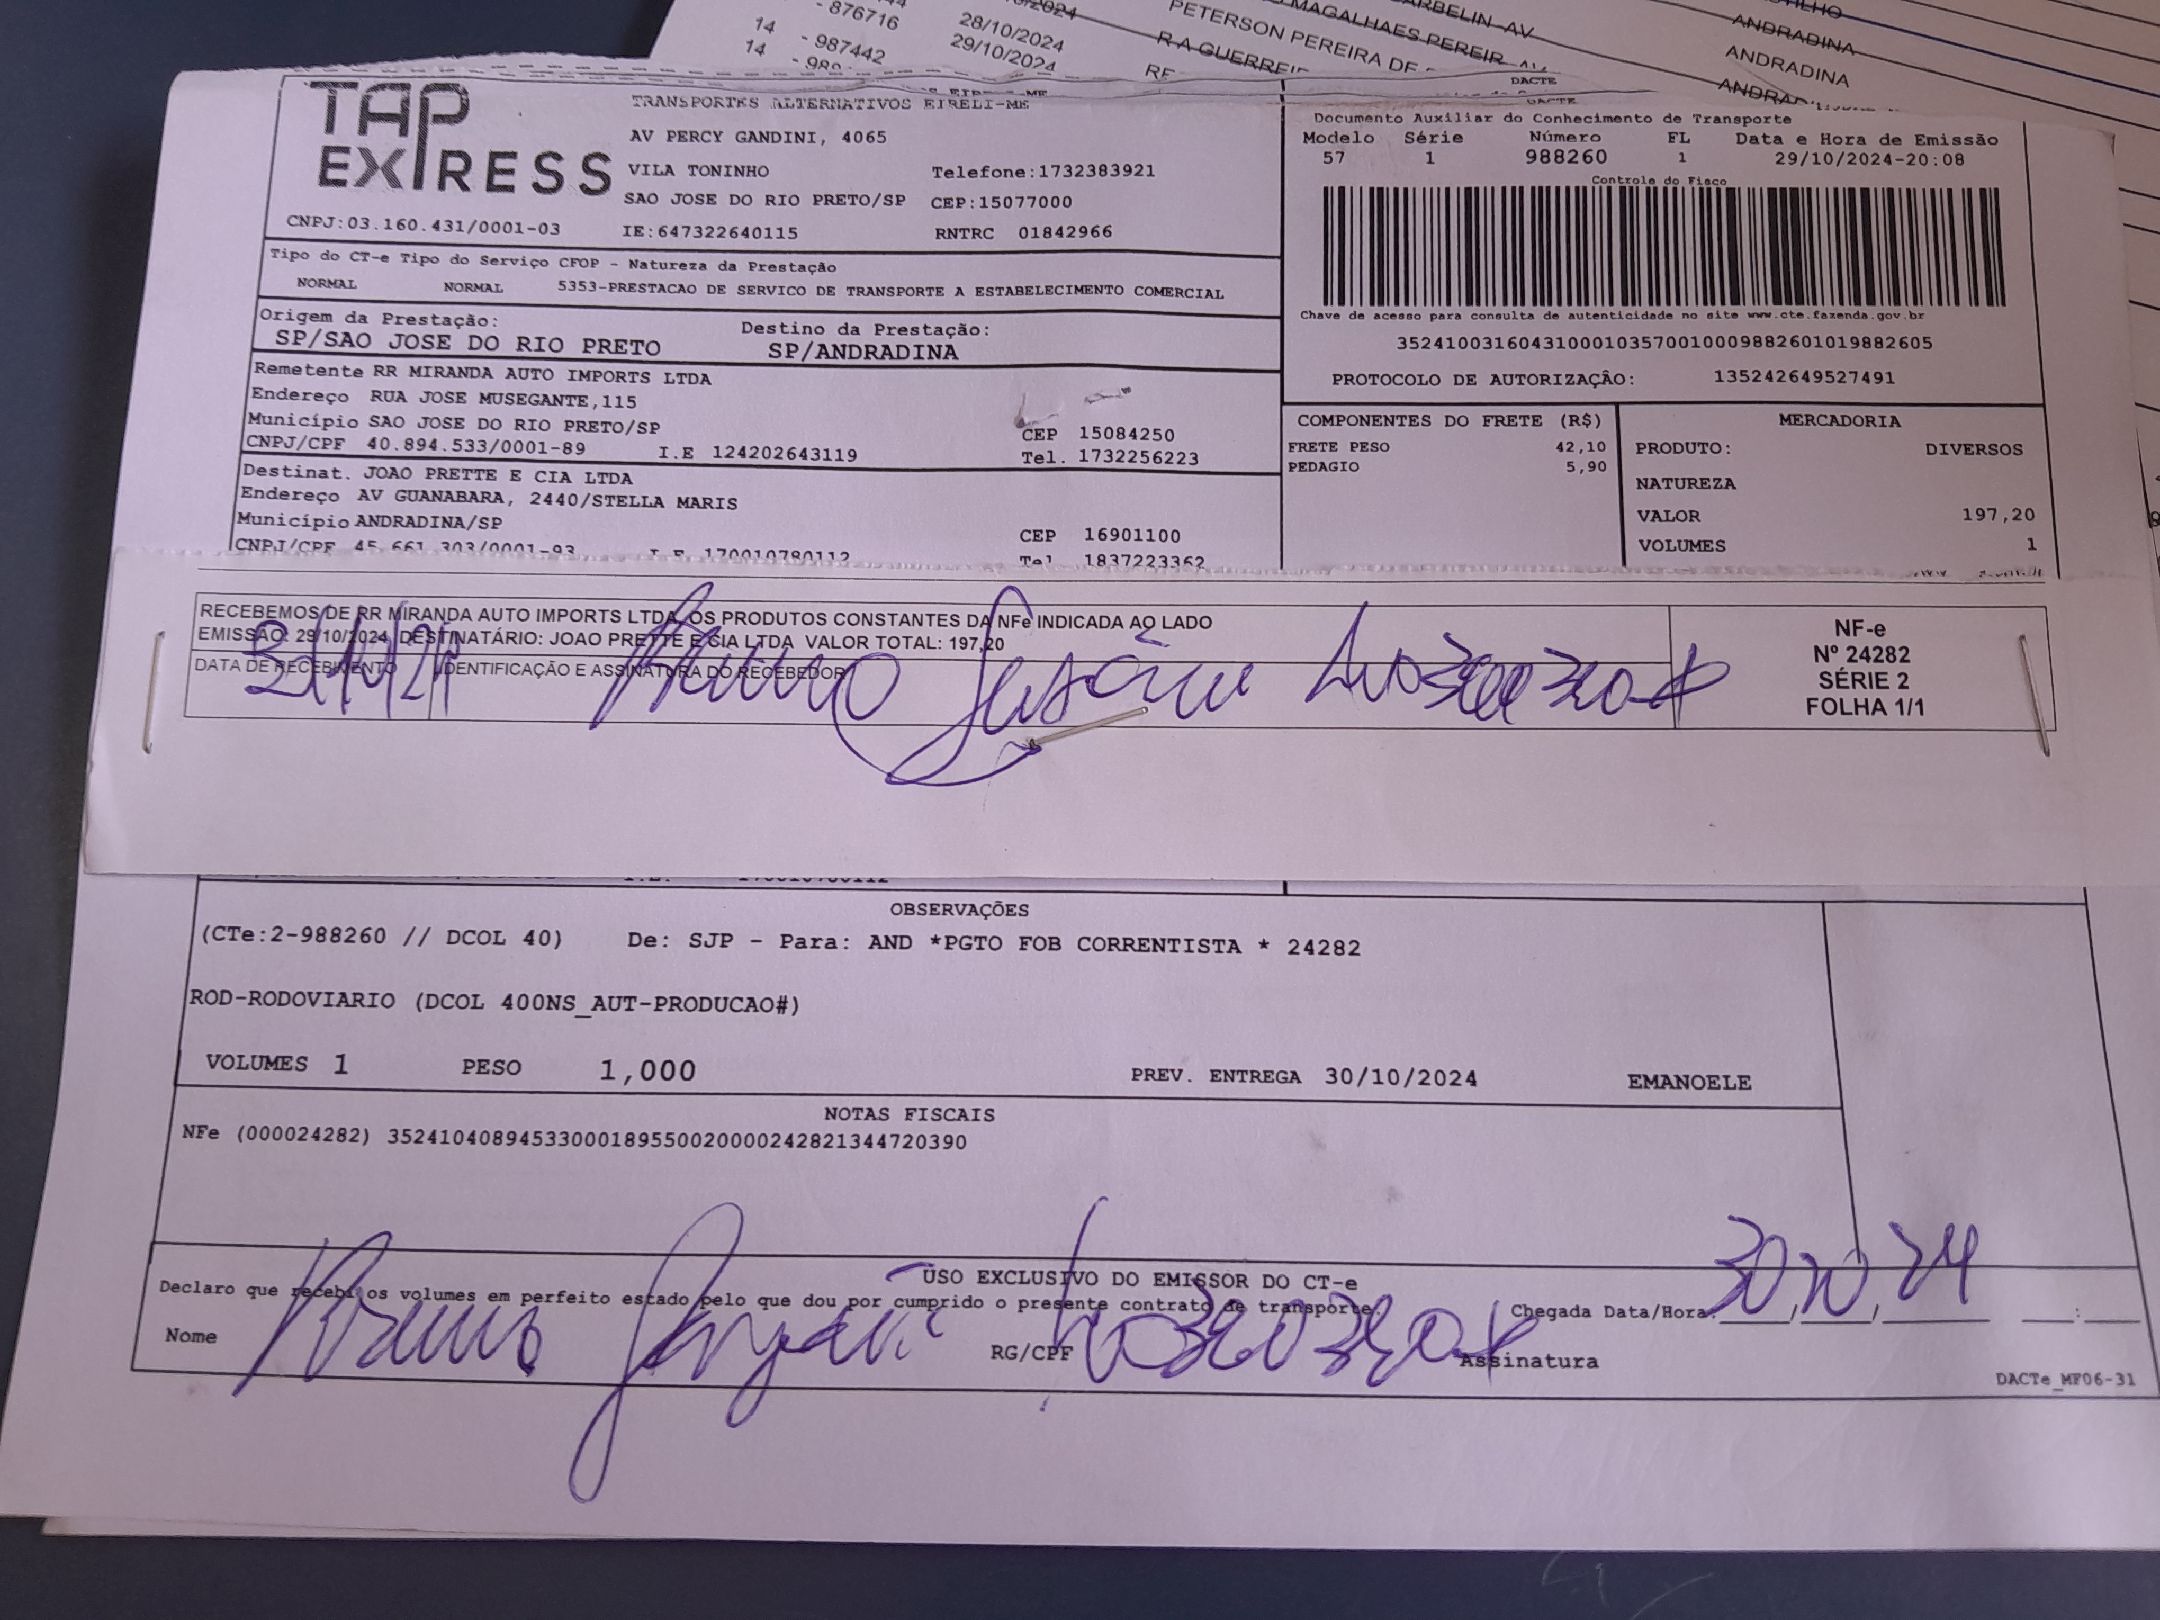 14 - 876716 28/10/2024 PETERSON PEREIRA DE ANDRADINA
14 - 987442 29/10/2024 R A GUERREI ANDRADINA
DACTE
TAP EXPRESS
TRANSPORTES ALTERNATIVOS EIRELI-ME
AV PERCY GANDINI, 4065
VILA TONINHO Telefone:1732383921
SAO JOSE DO RIO PRETO/SP CEP:15077000
CNPJ:03.160.431/0001-03 IE:647322640115 RNTRC 01842966
DACTE
Documento Auxiliar do Conhecimento de Transporte
Modelo Série Número FL Data e Hora de Emissão
57 1 988260 1 29/10/2024-20:08
Controle do Fisco
Chave de acesso para consulta de autenticidade no site www.cte.fazenda.gov.br
35241003160431000103570010009882601019882605
PROTOCOLO DE AUTORIZAÇÃO: 135242649527491
Tipo do CT-e Tipo do Serviço CFOP - Natureza da Prestação
NORMAL NORMAL 5353-PRESTACAO DE SERVICO DE TRANSPORTE A ESTABELECIMENTO COMERCIAL
Origem da Prestação: Destino da Prestação:
SP/SAO JOSE DO RIO PRETO SP/ANDRADINA
Remetente RR MIRANDA AUTO IMPORTS LTDA
Endereço RUA JOSE MUSEGANTE,115
Município SAO JOSE DO RIO PRETO/SP CEP 15084250
CNPJ/CPF 40.894.533/0001-89 I.E 124202643119 Tel. 1732256223
Destinat. JOAO PRETTE E CIA LTDA
Endereço AV GUANABARA, 2440/STELLA MARIS
Município ANDRADINA/SP CEP 16901100
CNPJ/CPF 45.661.303/0001-93 I.E 170010780112 Tel 1837223362
COMPONENTES DO FRETE (R$)
FRETE PESO 42,10
PEDAGIO 5,90
MERCADORIA
PRODUTO: DIVERSOS
NATUREZA
VALOR 197,20
VOLUMES 1
RECEBEMOS DE RR MIRANDA AUTO IMPORTS LTDA, OS PRODUTOS CONSTANTES DA NFe INDICADA AO LADO
EMISSÃO: 29/10/2024 DESTINATÁRIO: JOAO PRETTE E CIA LTDA VALOR TOTAL: 197,20
DATA DE RECEBIMENTO IDENTIFICAÇÃO E ASSINATURA DO RECEBEDOR
Bruno
NF-e
Nº 24282
SÉRIE 2
FOLHA 1/1
OBSERVAÇÕES
(CTe:2-988260 // DCOL 40) De: SJP - Para: AND *PGTO FOB CORRENTISTA * 24282
ROD-RODOVIARIO (DCOL 400NS_AUT-PRODUCAO#)
VOLUMES 1 PESO 1,000 PREV. ENTREGA 30/10/2024 EMANOELE
NOTAS FISCAIS
NFe (000024282) 35241040894533000189550020000242821344720390
USO EXCLUSIVO DO EMISSOR DO CT-e
Declaro que recebi os volumes em perfeito estado pelo que dou por cumprido o presente contrato de transporte. Chegada Data/Hora: 30/10/24
Nome Bruno RG/CPF Assinatura
DACTe_MF06-31